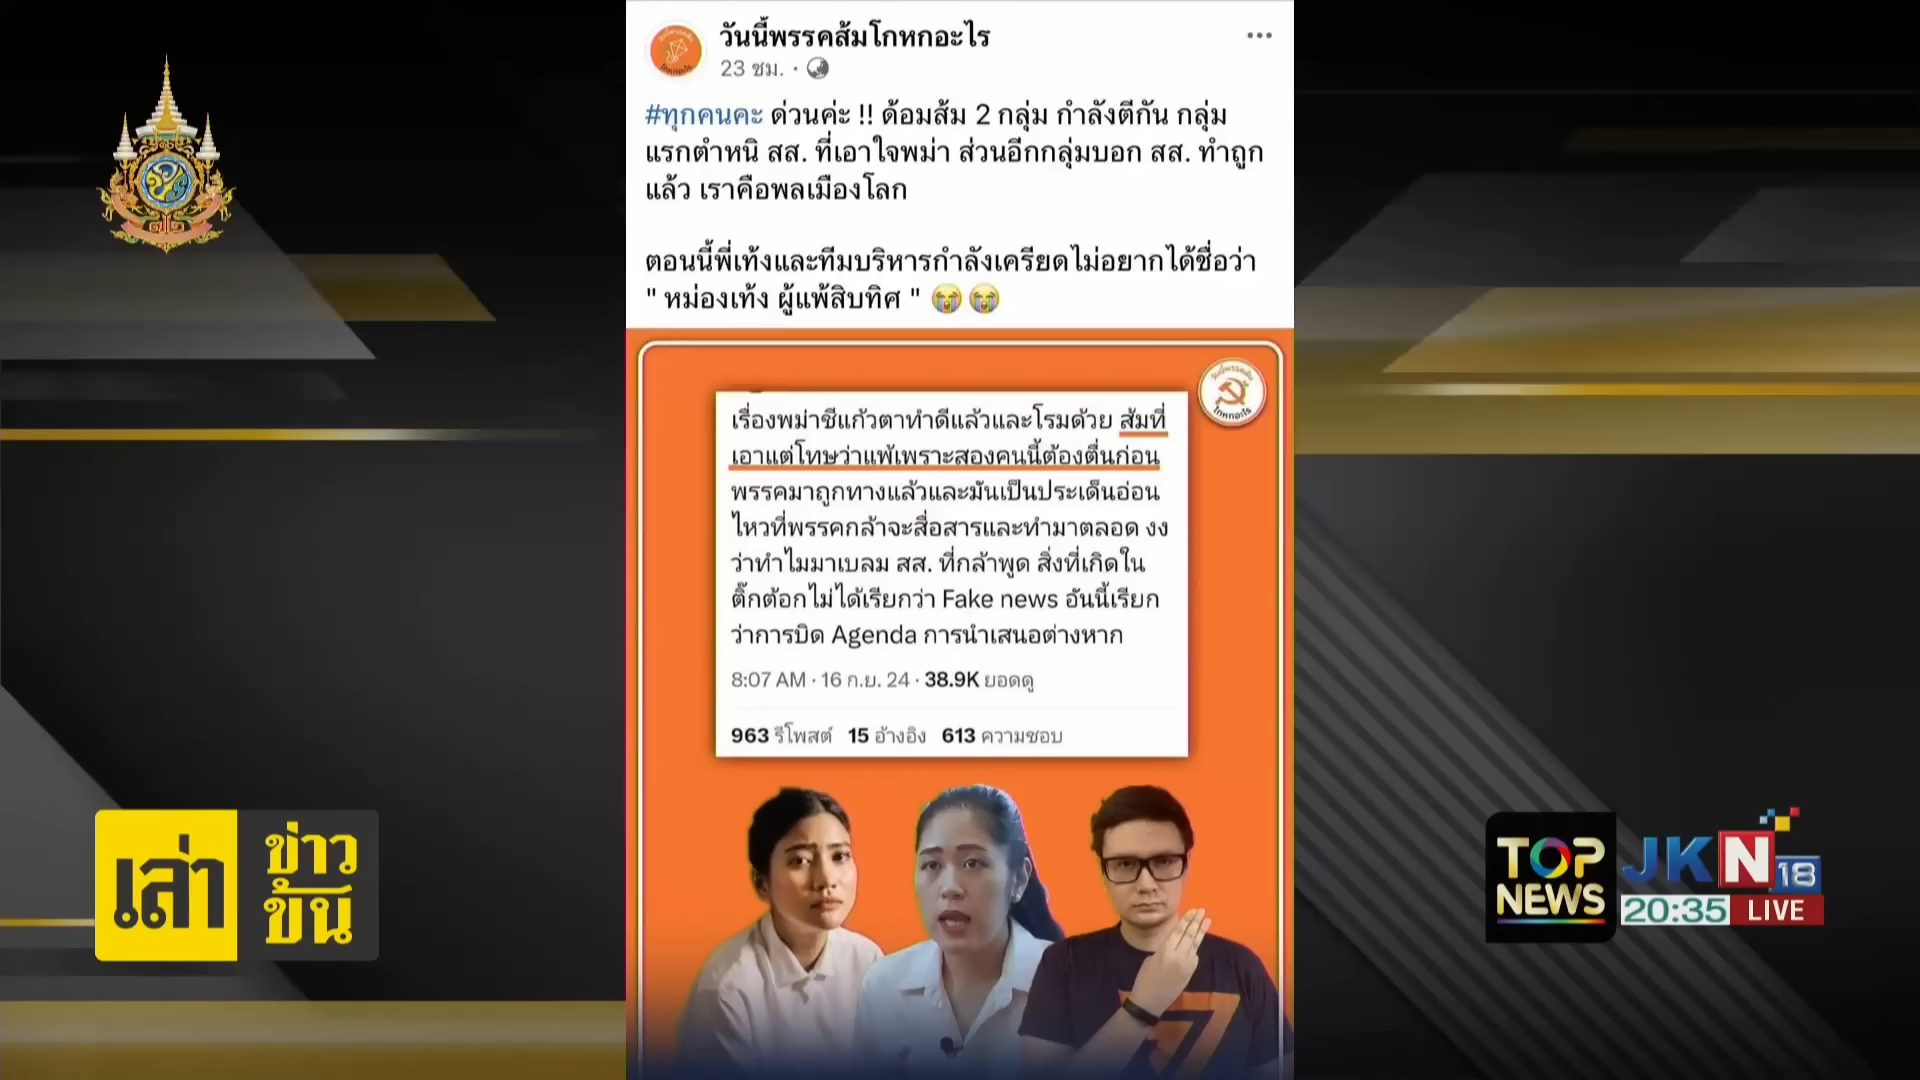 วันนี้พรรคส้มโกหกอะไร
23 ชม. ·
#ทุกคนคะ ด่วนค่ะ !! ด้อมส้ม 2 กลุ่ม กำลังตีกัน กลุ่ม
แรกตำหนิ สส. ที่เอาใจพม่า ส่วนอีกกลุ่มบอก สส. ทำถูก
แล้ว เราคือพลเมืองโลก
ตอนนี้พี่เท้งและทีมบริหารกำลังเครียดไม่อยากได้ชื่อว่า
" หม่องเท้ง ผู้แพ้สิบทิศ " 😭😭
วันนี้พรรคส้ม
โกหกอะไร
เรื่องพม่าซีแก้วตาทำดีแล้วและโรมด้วย ส้มที่
เอาแต่โทษว่าแพ้เพราะสองคนนี้ต้องตื่นก่อน
พรรคมาถูกทางแล้วและมันเป็นประเด็นอ่อน
ไหวที่พรรคกล้าจะสื่อสารและทำมาตลอด งง
ว่าทำไมมาเบลม สส. ที่กล้าพูด สิ่งที่เกิดใน
ติ๊กต้อกไม่ได้เรียกว่า Fake news อันนี้เรียก
ว่าการบิด Agenda การนำเสนอต่างหาก
8:07 AM · 16 ก.ย. 24 · 38.9K ยอดดู
963 รีโพสต์ 15 อ้างอิง 613 ความชอบ
เล่า
ข่าว
ข้น
TOP
NEWS
JKN 18
20:35 LIVE